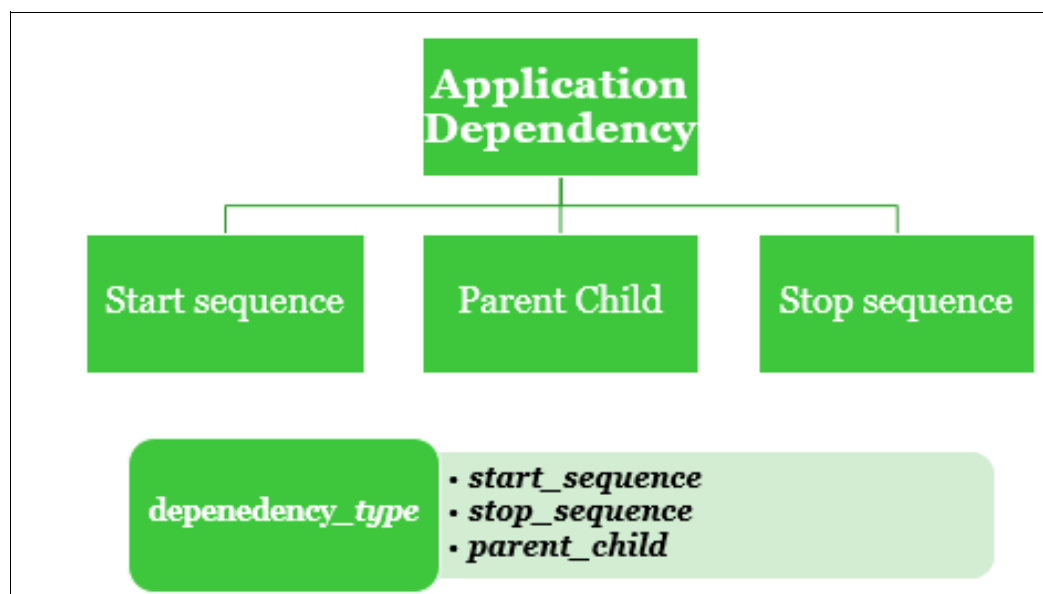 Application
Dependency
Start sequence
Parent Child
Stop sequence
depenedency_type
• start_sequence
• stop_sequence
• parent_child